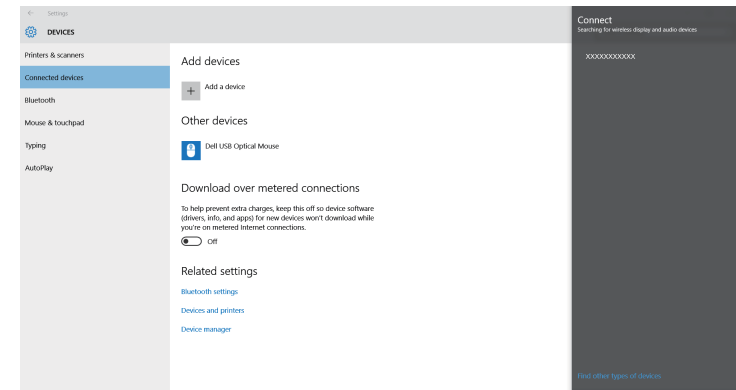 Settings
DEVICES
Printers & scanners
Connected devices
Bluetooth
Mouse & touchpad
Typing
AutoPlay
Add devices
Add a device
Other devices
Dell USB Optical Mouse
Download over metered connections
To help prevent extra charges, keep this off so device software
(drivers, info, and apps) for new devices won't download while
you're on metered Internet connections.
Off
Related settings
Bluetooth settings
Devices and printers
Device manager
Connect
Searching for wireless display and audio devices
XXXXXXXXXXX
Find other types of devices